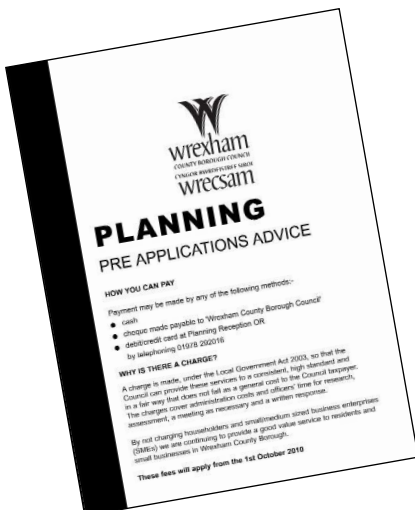 wrexham
COUNTY BOROUGH COUNCIL
CYNGOR BWRDEISTREF SIROL
wrecsam
PLANNING
PRE APPLICATIONS ADVICE
HOW YOU CAN PAY
Payment may be made by any of the following methods:-
● cash
● cheque made payable to 'Wrexham County Borough Council'
● debit/credit card at Planning Reception OR
by telephoning 01978 292016
WHY IS THERE A CHARGE?
A charge is made, under the Local Government Act 2003, so that the
Council can provide these services to a consistent, high standard and
in a fair way that does not fall as a general cost to the Council taxpayer.
The charges cover administration costs and officers' time for research,
assessment, a meeting as necessary and a written response.
By not charging householders and small/medium sized business enterprises
(SMEs) we are continuing to provide a good value service to residents and
small businesses in Wrexham County Borough.
These fees will apply from the 1st October 2010